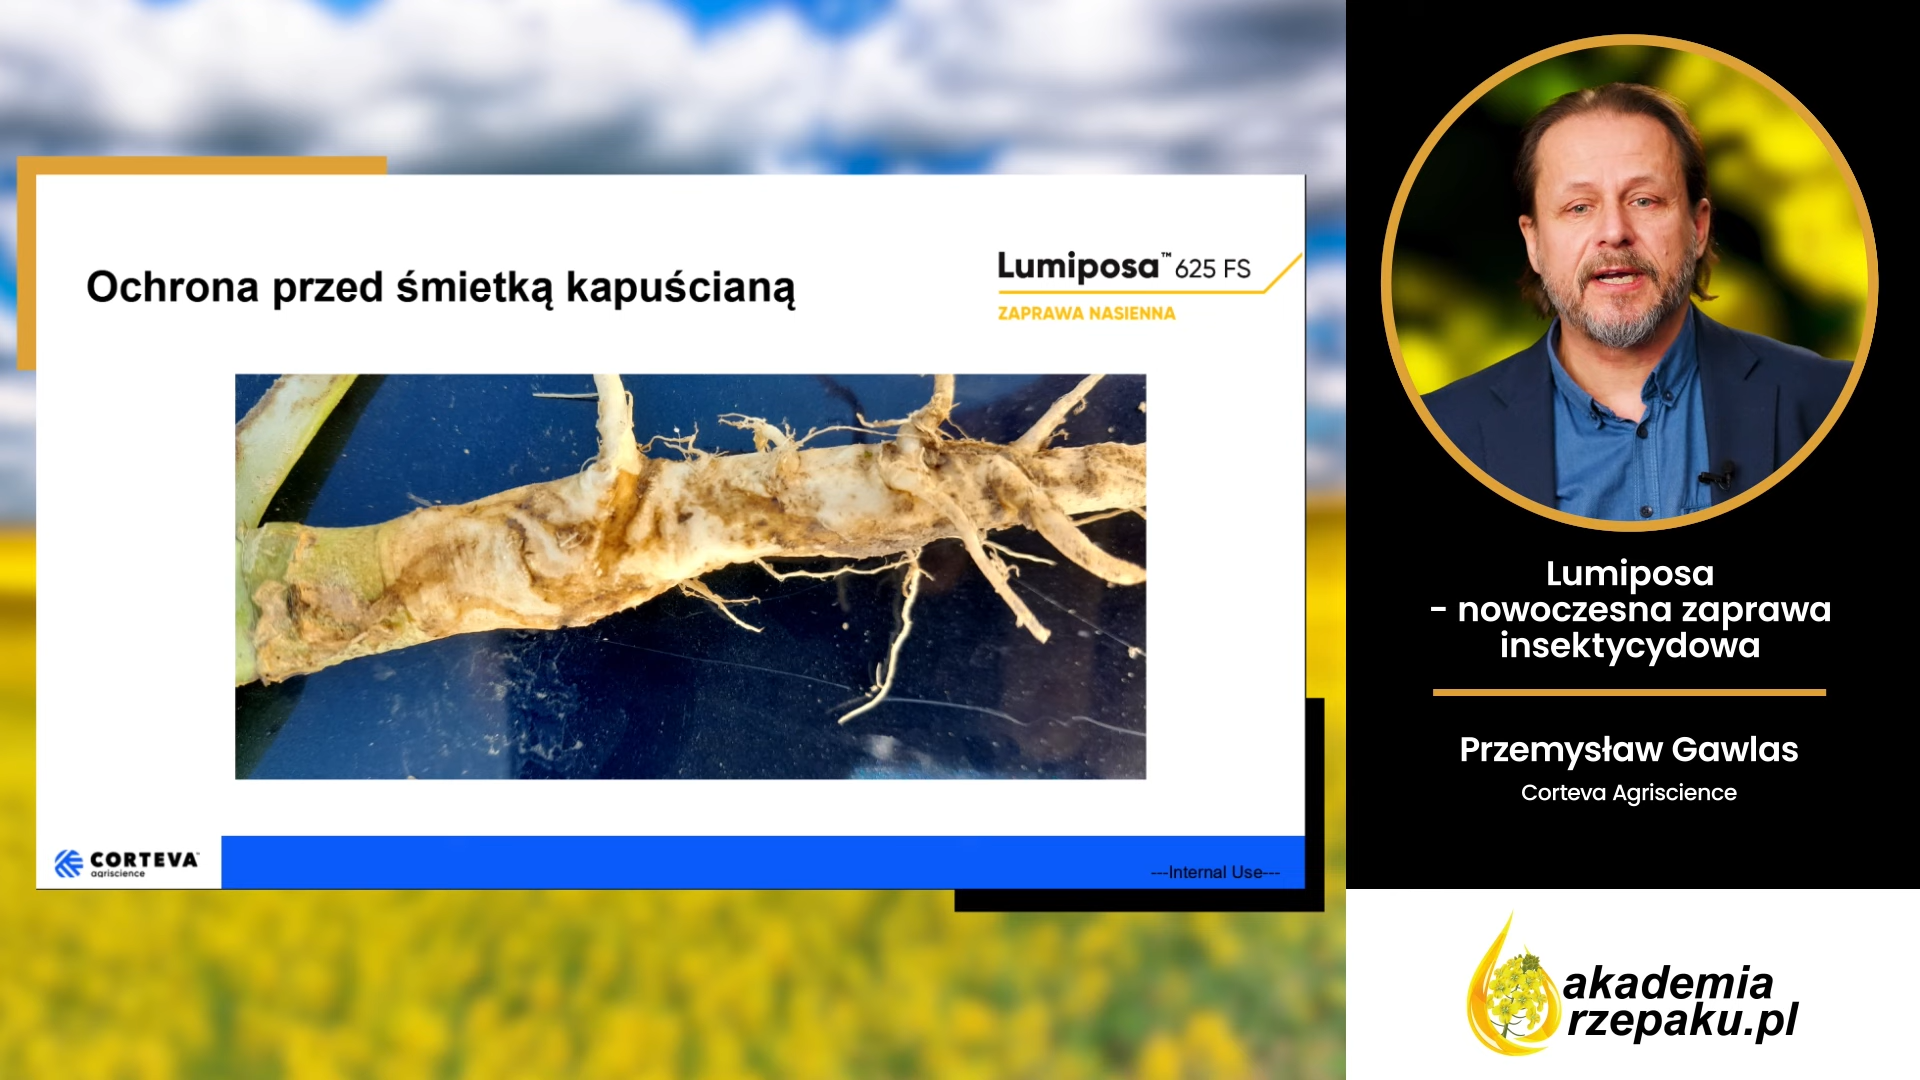 Ochrona przed śmietką kapuścianą
Lumiposa™ 625 FS
ZAPRAWA NASIENNA
CORTEVA™
agriscience
---Internal Use---
Lumiposa
- nowoczesna zaprawa
insektycydowa
Przemysław Gawlas
Corteva Agriscience
akademia
rzepaku.pl